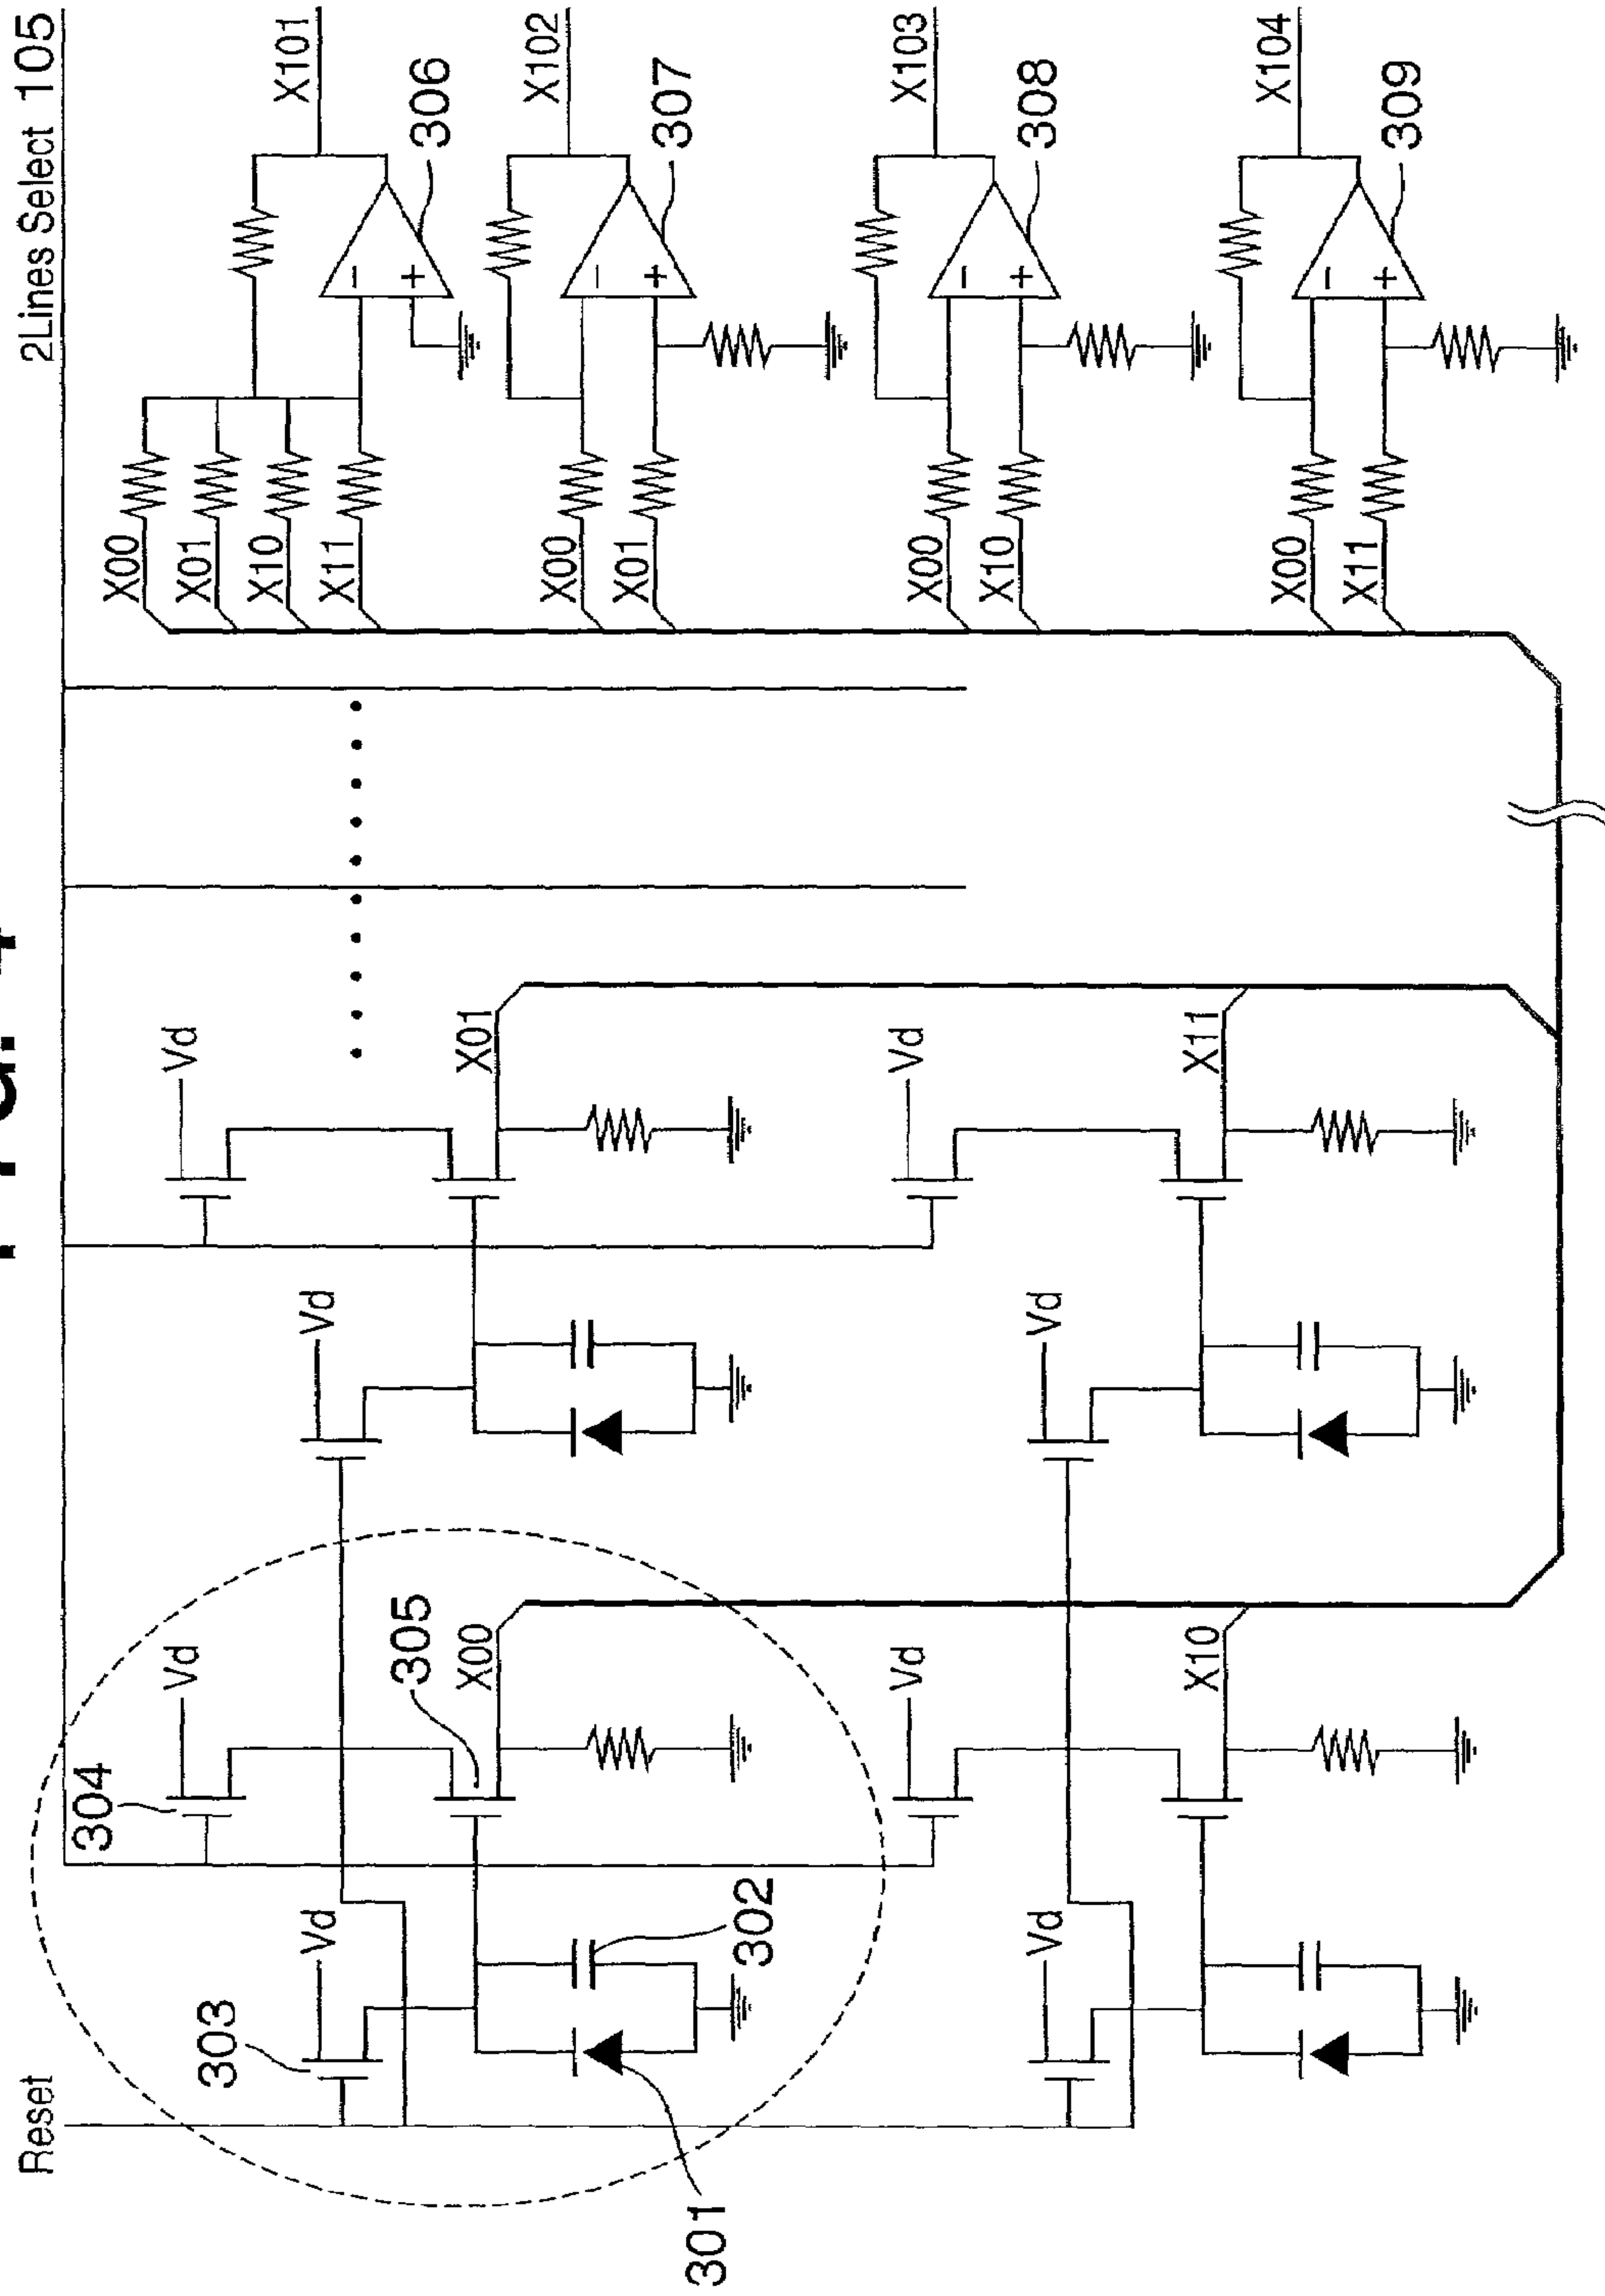 Reset
2Lines Select 105
304
Vd
Vd
303
Vd
Vd
305
X00
X01
302
301
Vd
Vd
Vd
Vd
X10
X11
X00
X01
X10
X11
X101
306
X00
X01
X102
307
X00
X10
X103
308
X00
X11
X104
309
-
+
-
+
-
+
-
+